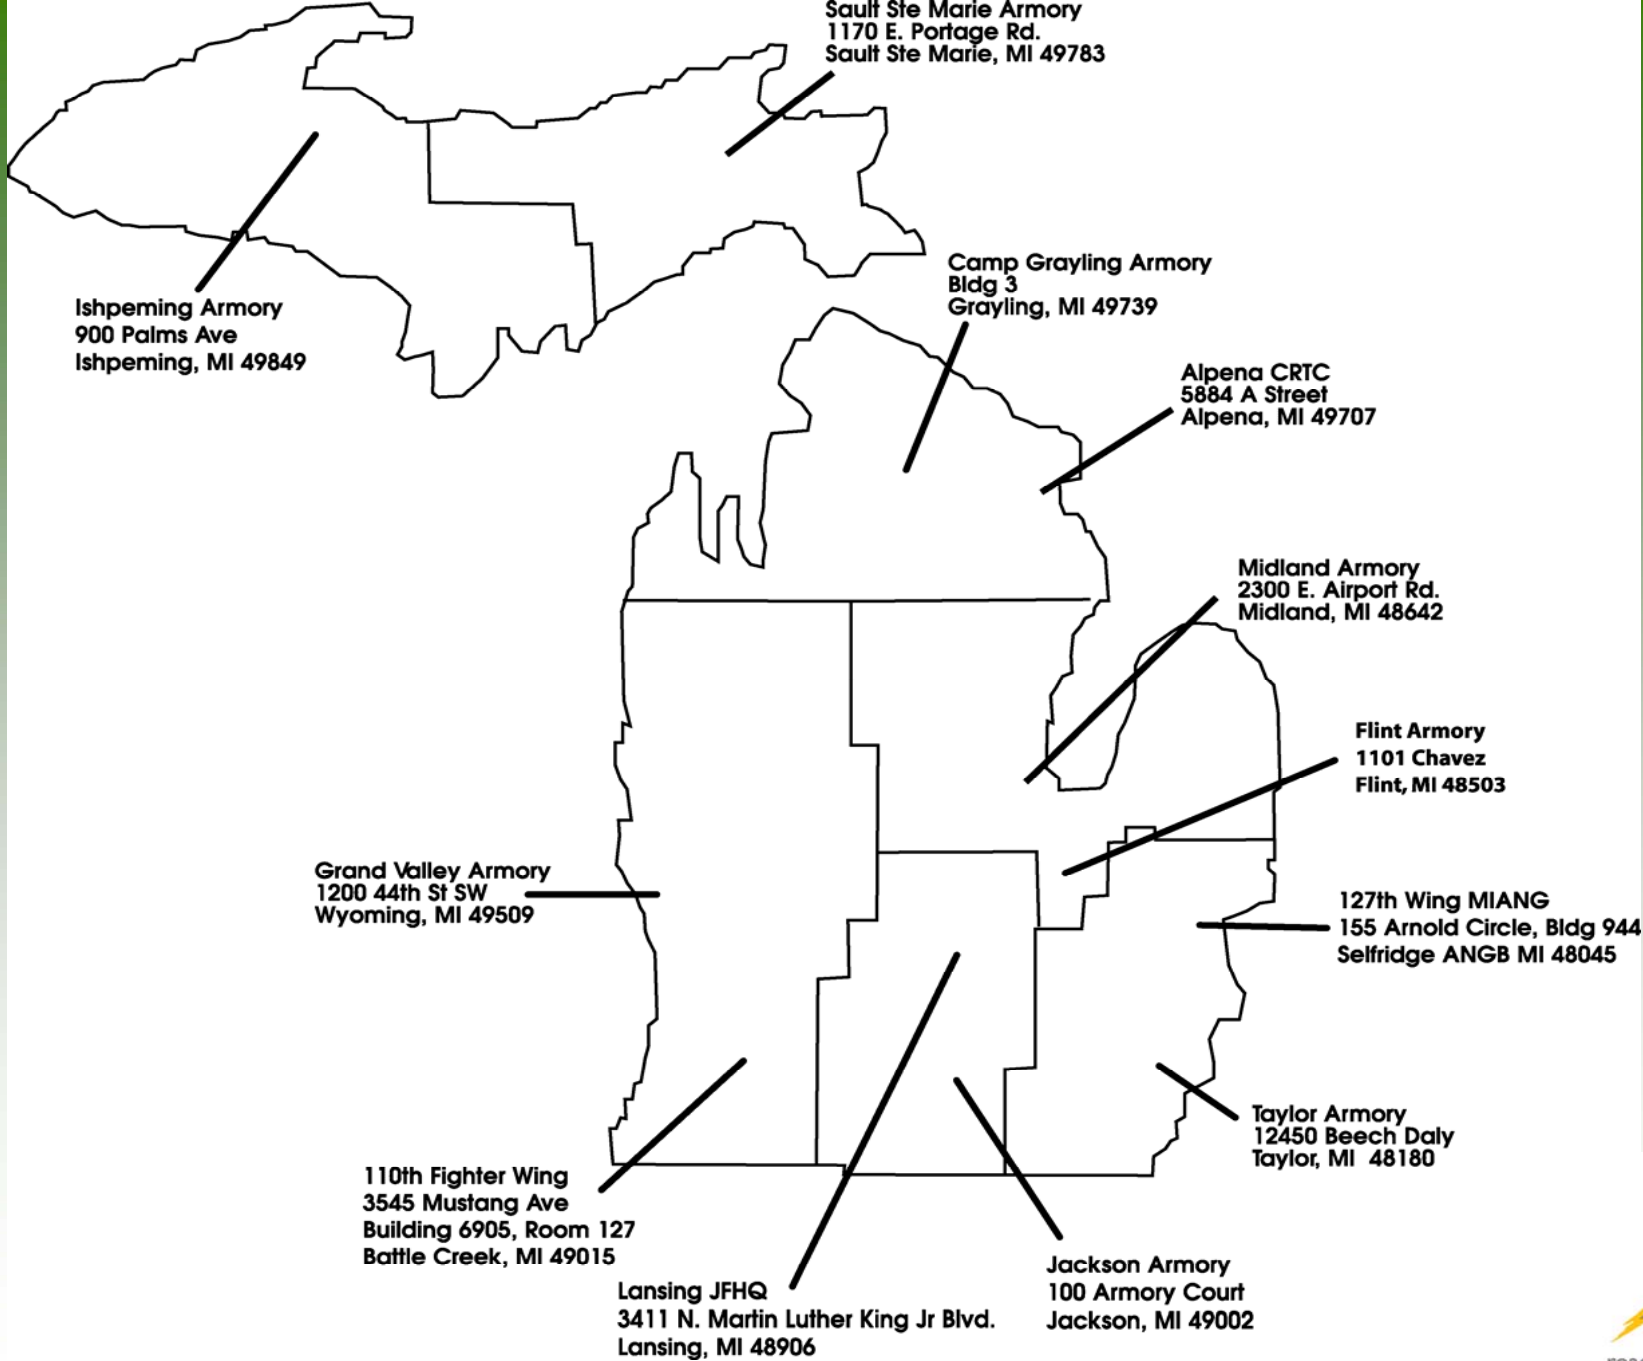 Sault Ste Marie Armory
1170 E. Portage Rd.
Sault Ste Marie, MI 49783
Ishpeming Armory
900 Palms Ave
Ishpeming, MI 49849
Camp Grayling Armory
Bldg 3
Grayling, MI 49739
Alpena CRTC
5884 A Street
Alpena, MI 49707
Midland Armory
2300 E. Airport Rd.
Midland, MI 48642
Flint Armory
1101 Chavez
Flint, MI 48503
Grand Valley Armory
1200 44th St SW
Wyoming, MI 49509
127th Wing MIANG
155 Arnold Circle, Bldg 944
Selfridge ANGB MI 48045
Taylor Armory
12450 Beech Daly
Taylor, MI 48180
110th Fighter Wing
3545 Mustang Ave
Building 6905, Room 127
Battle Creek, MI 49015
Lansing JFHQ
3411 N. Martin Luther King Jr Blvd.
Lansing, MI 48906
Jackson Armory
100 Armory Court
Jackson, MI 49002